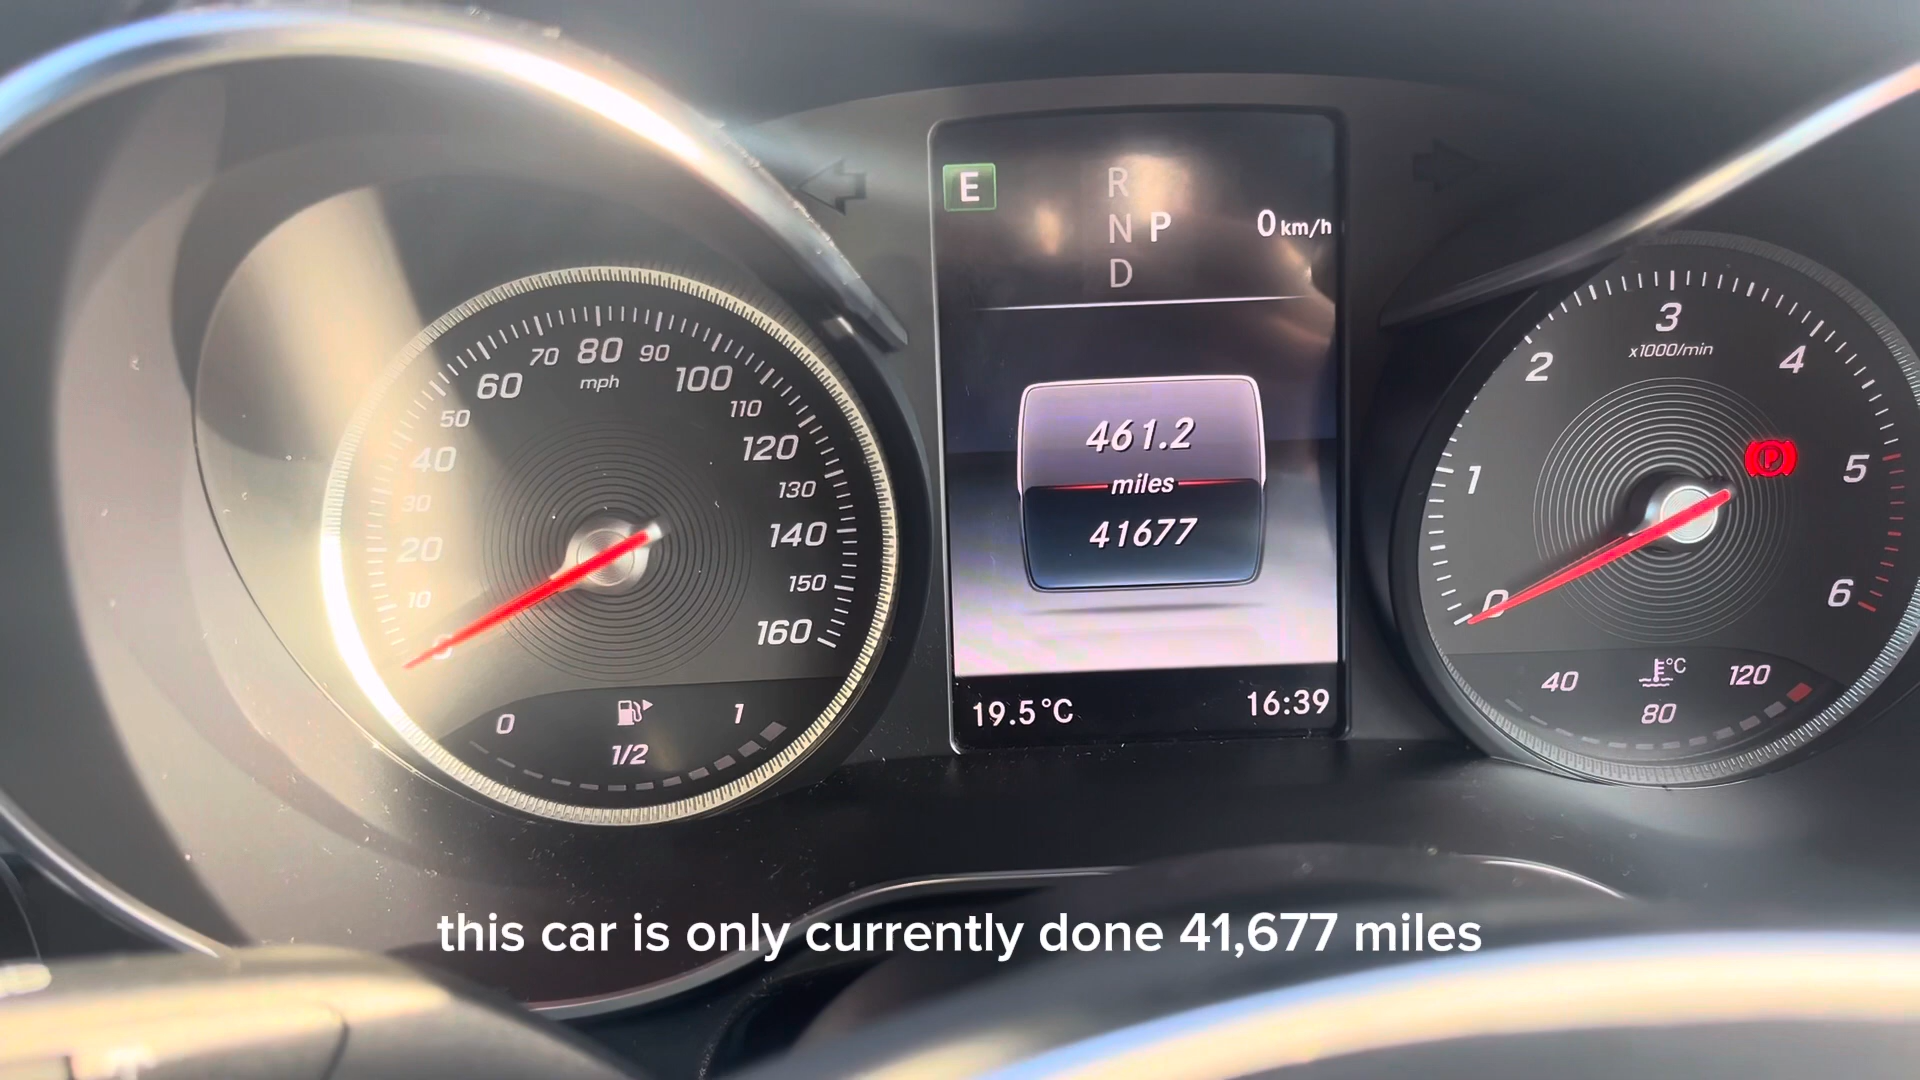 E
R
N P
D
0 km/h
461.2
miles
41677
19.5°C
16:39
0
10
20
30
40
50
60
70
80
90
100
110
120
130
140
150
160
mph
0
1/2
1
0
1
2
3
4
5
6
x1000/min
P
40
80
120
°C
this car is only currently done 41,677 miles